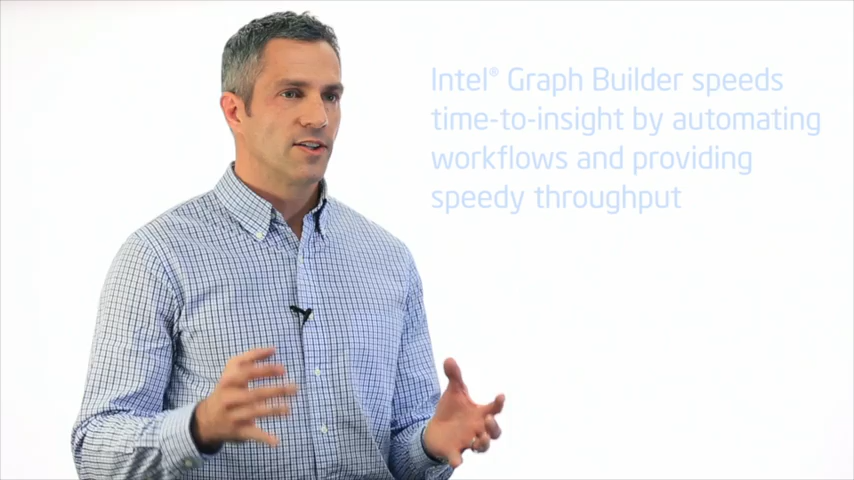 Intel® Graph Builder speeds
time-to-insight by automating
workflows and providing
speedy throughput